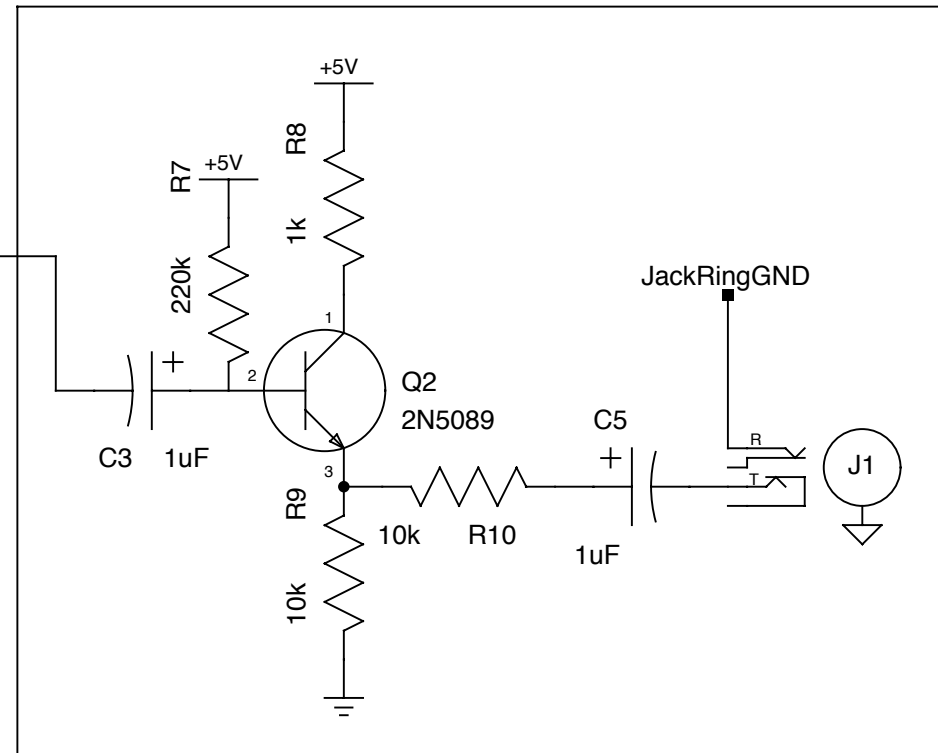 +5V
R8
1k
R7
+5V
220k
1
2
3
Q2
2N5089
+
C3
1uF
R9
10k
10k
R10
C5
+
1uF
JackRingGND
R
T
J1